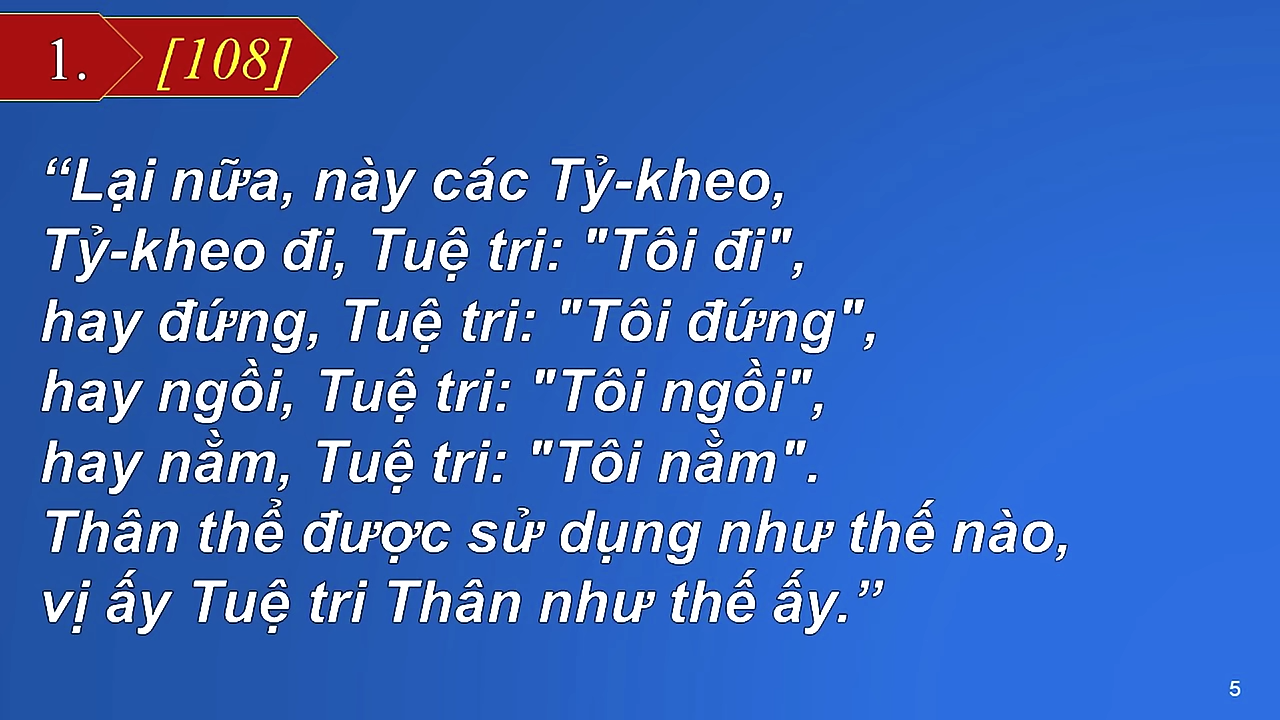 1. [108]
“Lại nữa, này các Tỷ-kheo,
Tỷ-kheo đi, Tuệ tri: "Tôi đi",
hay đứng, Tuệ tri: "Tôi đứng",
hay ngồi, Tuệ tri: "Tôi ngồi",
hay nằm, Tuệ tri: "Tôi nằm".
Thân thể được sử dụng như thế nào,
vị ấy Tuệ tri Thân như thế ấy.”
5